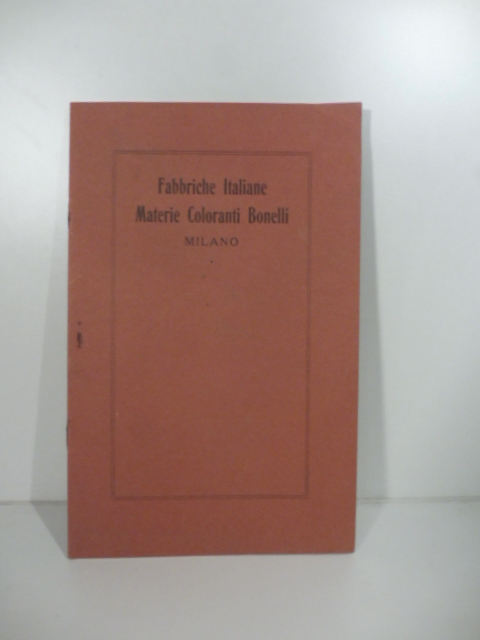 Fabbriche Italiane
Materie Coloranti Bonelli
MILANO